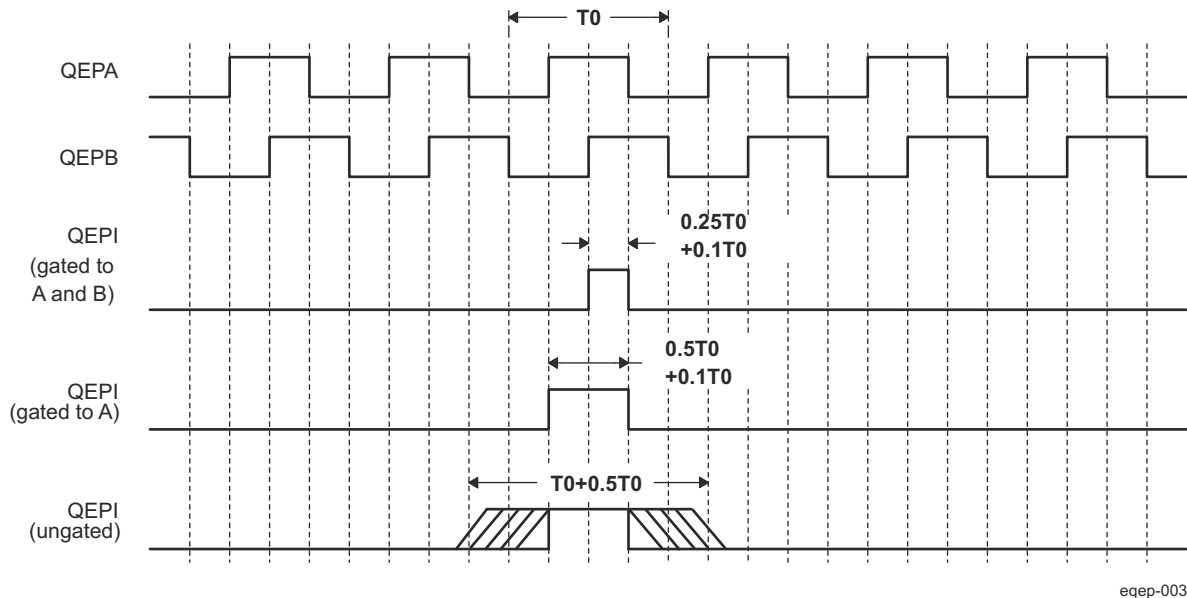 T0
QEPA
QEPB
QEPI
(gated to
A and B)
0.25T0
+0.1T0
QEPI
(gated to A)
0.5T0
+0.1T0
QEPI
(ungated)
T0+0.5T0
eqep-003